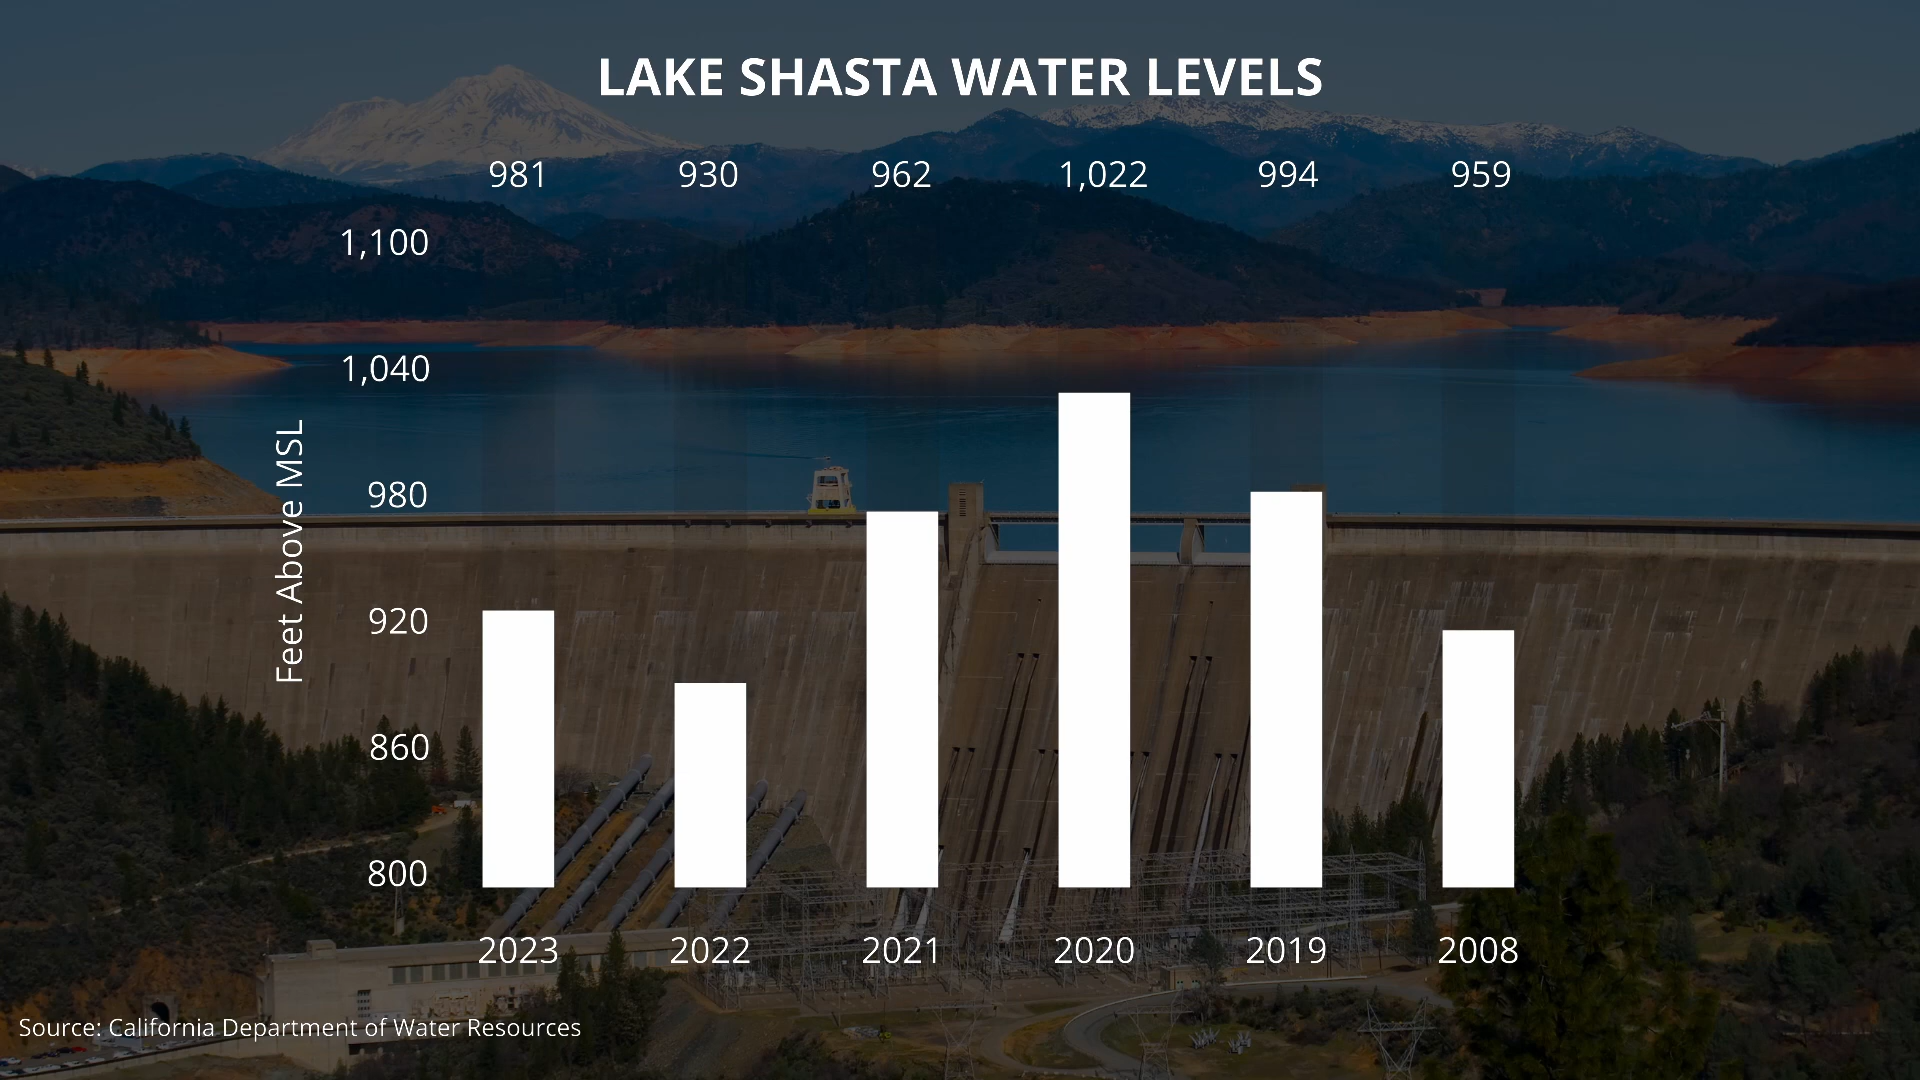 LAKE SHASTA WATER LEVELS
981 930 962 1,022 994 959
1,100
1,040
980
920
860
800
Feet Above MSL
2023 2022 2021 2020 2019 2008
Source: California Department of Water Resources